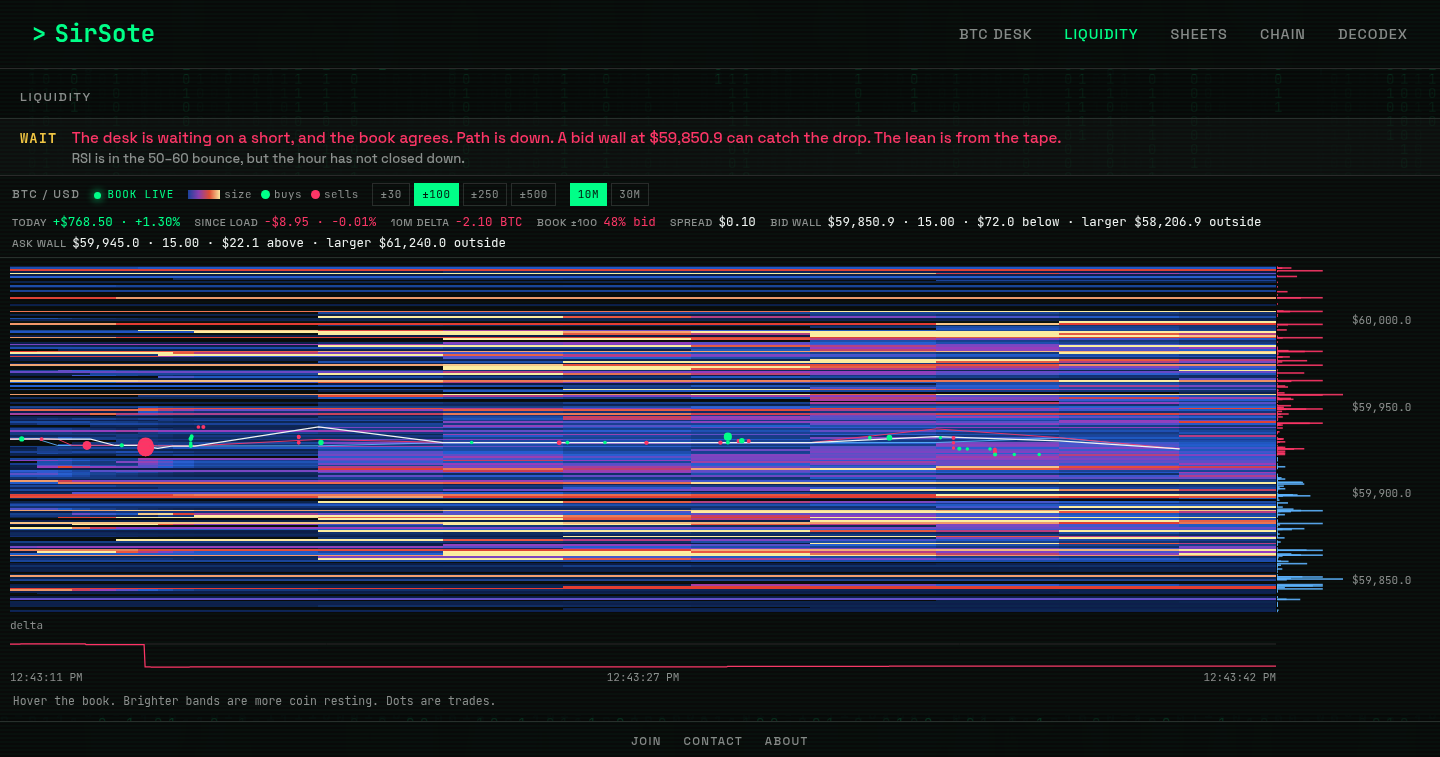 > SirSote
BTC DESK LIQUIDITY SHEETS CHAIN DECODEX
LIQUIDITY
WAIT The desk is waiting on a short, and the book agrees. Path is down. A bid wall at $59,850.9 can catch the drop. The lean is from the tape.
RSI is in the 50–60 bounce, but the hour has not closed down.
BTC / USD BOOK LIVE size buys sells ±30 ±100 ±250 ±500 10M 30M
TODAY +$768.50 · +1.30% SINCE LOAD -$8.95 · -0.01% 10M DELTA -2.10 BTC BOOK ±100 48% bid SPREAD $0.10 BID WALL $59,850.9 · 15.00 · $72.0 below · larger $58,206.9 outside
ASK WALL $59,945.0 · 15.00 · $22.1 above · larger $61,240.0 outside
$60,000.0
$59,950.0
$59,900.0
$59,850.0
delta
12:43:11 PM 12:43:27 PM 12:43:42 PM
Hover the book. Brighter bands are more coin resting. Dots are trades.
JOIN CONTACT ABOUT